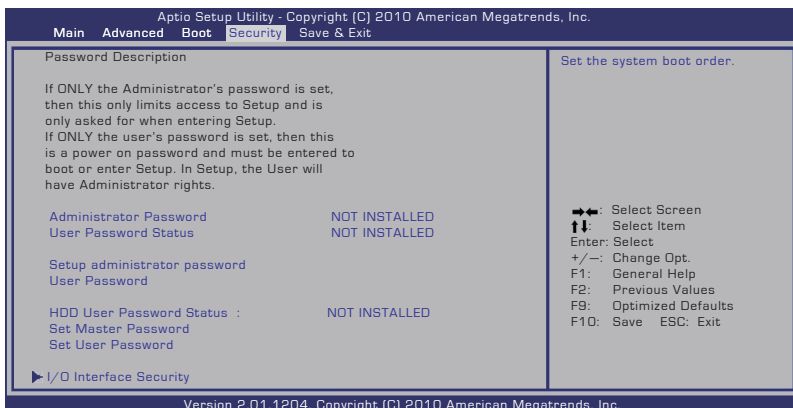 Aptio Setup Utility - Copyright (C) 2010 American Megatrends, Inc.
Main Advanced Boot Security Save & Exit
Password Description
Set the system boot order.
If ONLY the Administrator's password is set,
then this only limits access to Setup and is
only asked for when entering Setup.
If ONLY the user's password is set, then this
is a power on password and must be entered to
boot or enter Setup. In Setup, the User will
have Administrator rights.
Administrator Password NOT INSTALLED
User Password Status NOT INSTALLED
Setup administrator password
User Password
HDD User Password Status : NOT INSTALLED
Set Master Password
Set User Password
I/O Interface Security
→←: Select Screen
↑↓: Select Item
Enter: Select
+/—: Change Opt.
F1: General Help
F2: Previous Values
F9: Optimized Defaults
F10: Save ESC: Exit
Version 2.01.1204. Copyright (C) 2010 American Megatrends, Inc.